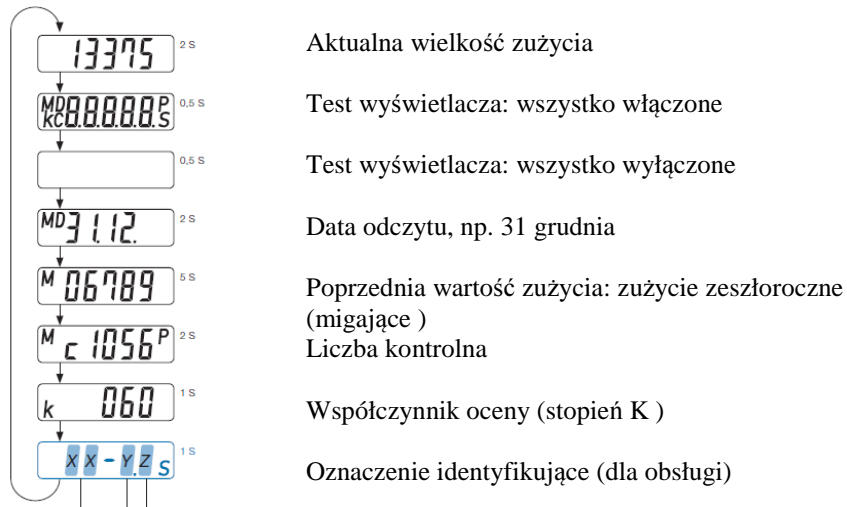 13375 2 S Aktualna wielkość zużycia
MD KC 8.8.8.8.8. P S 0,5 S Test wyświetlacza: wszystko włączone
0,5 S Test wyświetlacza: wszystko wyłączone
MD 31.12. 2 S Data odczytu, np. 31 grudnia
M 06789 5 S Poprzednia wartość zużycia: zużycie zeszłoroczne
(migające )
M c 1056 P 2 S Liczba kontrolna
k 060 1 S Współczynnik oceny (stopień K )
X X - Y. Z S 1 S Oznaczenie identyfikujące (dla obsługi)